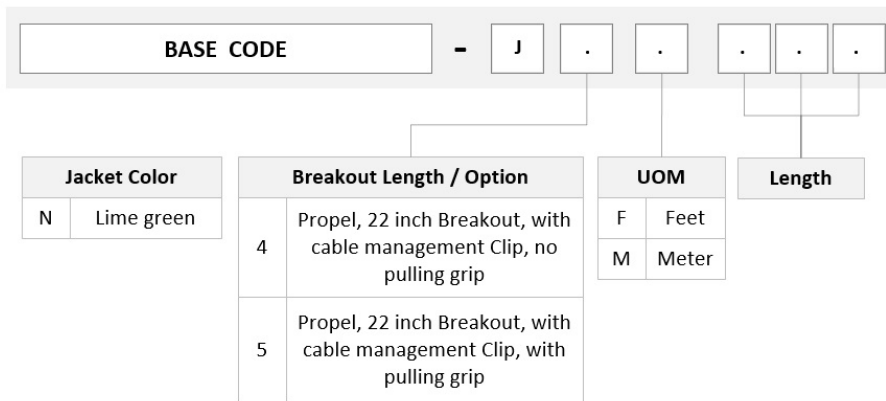 BASE CODE - J . . . . .
Jacket Color
N Lime green
Breakout Length / Option
4 Propel, 22 inch Breakout, with
cable management Clip, no
pulling grip
5 Propel, 22 inch Breakout, with
cable management Clip, with
pulling grip
UOM
F Feet
M Meter
Length